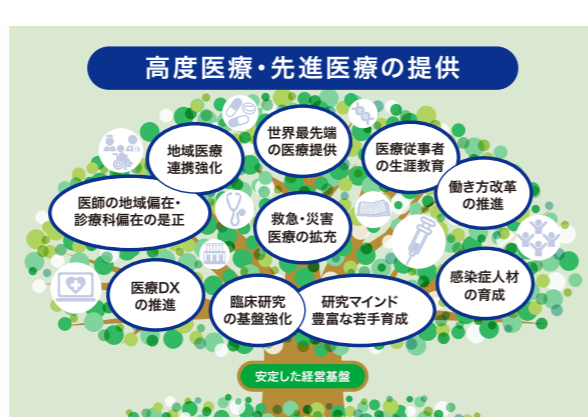 高度医療・先進医療の提供
世界最先端
の医療提供
地域医療
連携強化
医療従事者
の生涯教育
働き方改革
の推進
医師の地域偏在・
診療科偏在の是正
救急・災害
医療の拡充
感染症人材
の育成
医療DX
の推進
臨床研究
の基盤強化
研究マインド
豊富な若手育成
安定した経営基盤